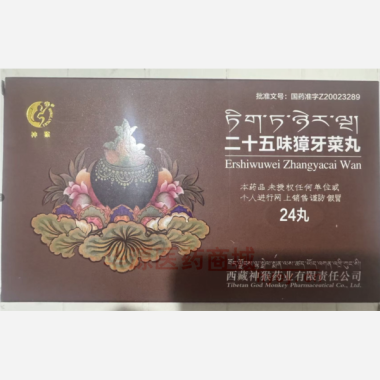 批准文号：国药准字Z20023289
神猴
ཏིག་ཏ་ཉེར་ལྔ།
二十五味獐牙菜丸
Ershiwuwei Zhangyacai Wan
本药品未授权任何单位或
个人进行网上销售 谨防假冒
24丸
西藏神猴药业有限责任公司
Tibetan God Monkey Pharmaceutical Co., Ltd.